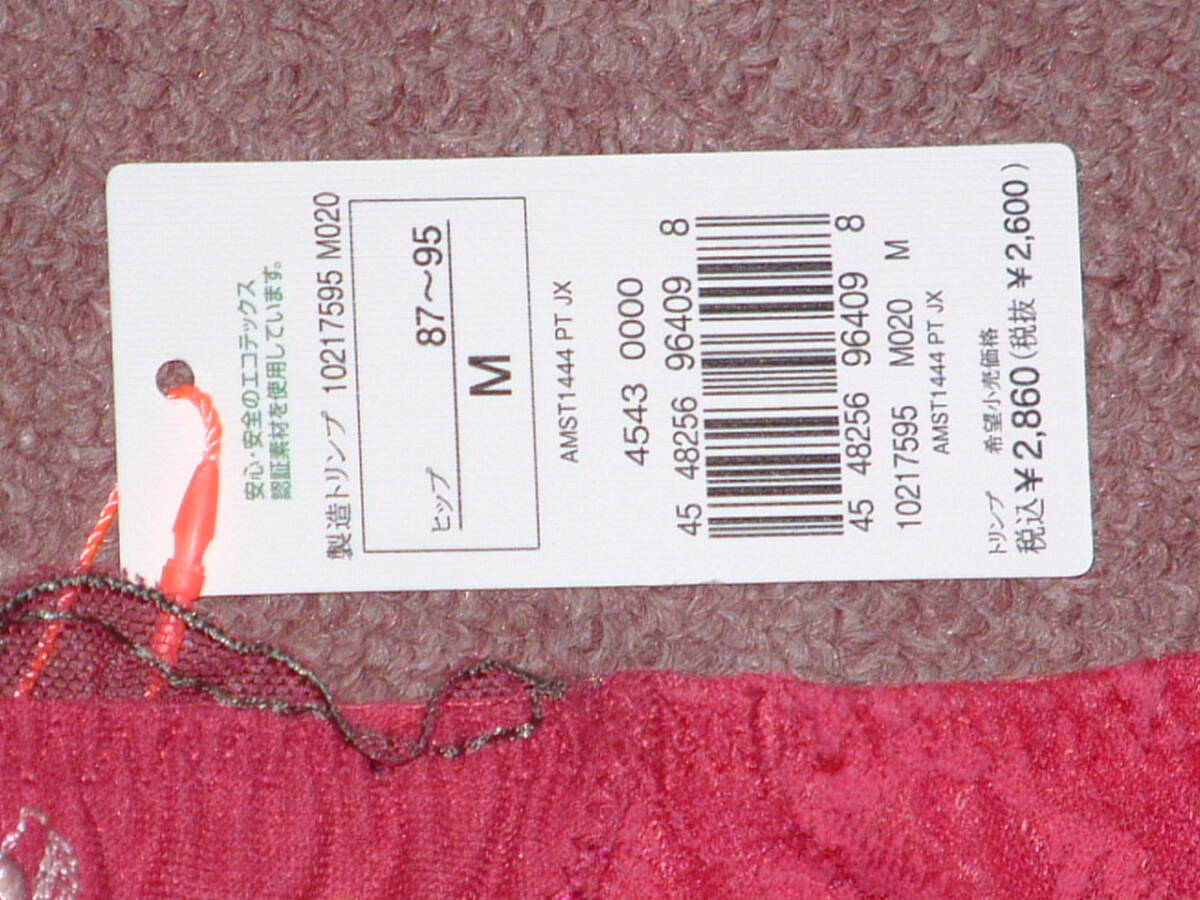 安心・安全のエコテックス
認証素材を使用しています。
製造トリンプ 10217595 M020
ヒップ 87〜95
M
AMST1444 PT JX
4543 0000
45 48256 96409 8
45 48256 96409 8
10217595 M020 M
AMST1444 PT JX
トリンプ 希望小売価格
税込¥2,860(税抜¥2,600)